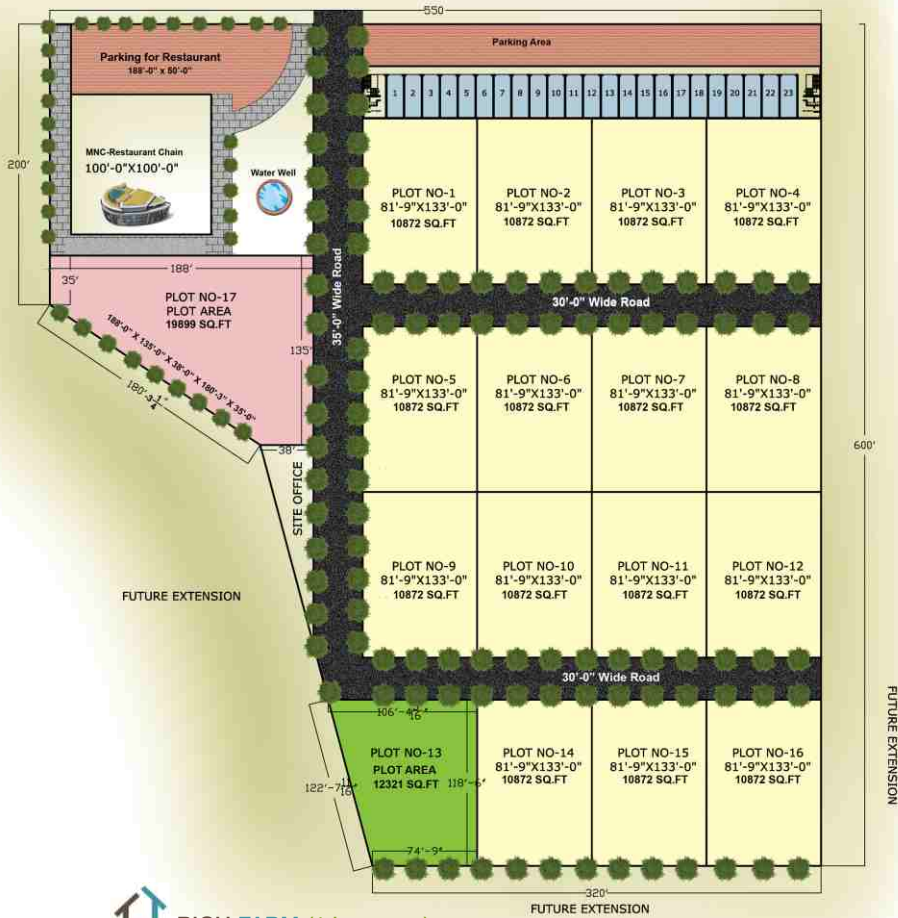 550
Parking for Restaurant
188'-0" x 50'-0"
Parking Area
1 2 3 4 5 6 7 8 9 10 11 12 13 14 15 16 17 18 19 20 21 22 23
200'
MNC-Restaurant Chain
100'-0"X100'-0"
Water Well
PLOT NO-1
81'-9"X133'-0"
10872 SQ.FT
PLOT NO-2
81'-9"X133'-0"
10872 SQ.FT
PLOT NO-3
81'-9"X133'-0"
10872 SQ.FT
PLOT NO-4
81'-9"X133'-0"
10872 SQ.FT
188'
35'
PLOT NO-17
PLOT AREA
19899 SQ.FT
188'-0" X 135'-0" X 38'-0" X 180'-3" X 35'-0"
135'
38'
35'-0" Wide Road
30'-0" Wide Road
PLOT NO-5
81'-9"X133'-0"
10872 SQ.FT
PLOT NO-6
81'-9"X133'-0"
10872 SQ.FT
PLOT NO-7
81'-9"X133'-0"
10872 SQ.FT
PLOT NO-8
81'-9"X133'-0"
10872 SQ.FT
600'
SITE OFFICE
PLOT NO-9
81'-9"X133'-0"
10872 SQ.FT
PLOT NO-10
81'-9"X133'-0"
10872 SQ.FT
PLOT NO-11
81'-9"X133'-0"
10872 SQ.FT
PLOT NO-12
81'-9"X133'-0"
10872 SQ.FT
FUTURE EXTENSION
30'-0" Wide Road
PLOT NO-13
PLOT AREA
12321 SQ.FT
118'-6"
74'-9"
PLOT NO-14
81'-9"X133'-0"
10872 SQ.FT
PLOT NO-15
81'-9"X133'-0"
10872 SQ.FT
PLOT NO-16
81'-9"X133'-0"
10872 SQ.FT
FUTURE EXTENSION
320'
FUTURE EXTENSION